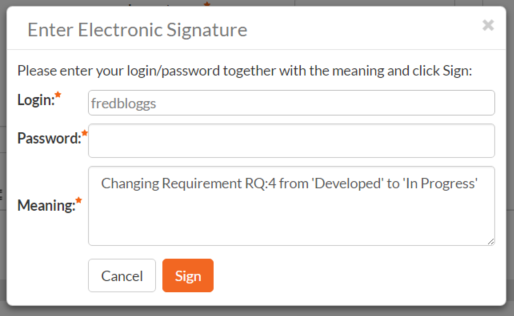 Enter Electronic Signature ×
Please enter your login/password together with the meaning and click Sign:
Login:* fredbloggs
Password:*
Changing Requirement RQ:4 from 'Developed' to 'In Progress'
Meaning:*
Cancel Sign